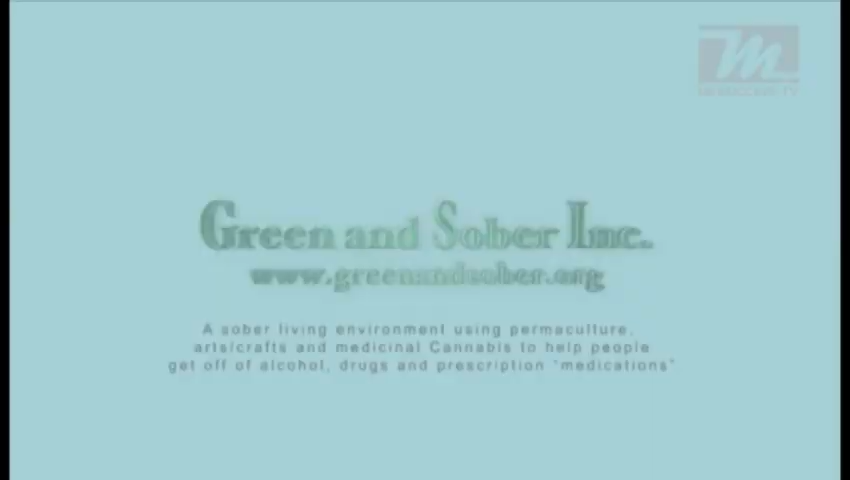 M
Green and Sober Inc.
www.greenandsober.org
A sober living environment using permaculture,
arts/crafts and medicinal Cannabis to help people
get off of alcohol, drugs and prescription "medications"